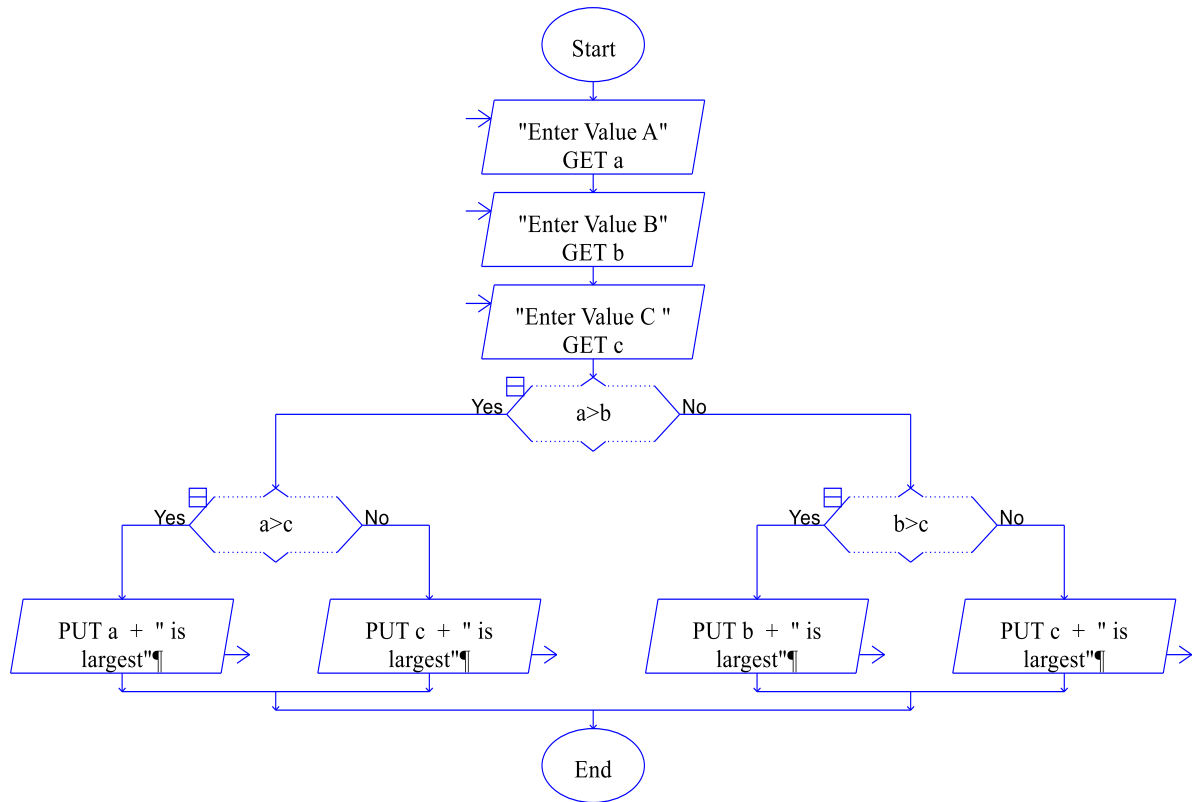 Start
"Enter Value A"
GET a
"Enter Value B"
GET b
"Enter Value C "
GET c
Yes
a>b
No
Yes
a>c
No
Yes
b>c
No
PUT a + " is
largest"¶
PUT c + " is
largest"¶
PUT b + " is
largest"¶
PUT c + " is
largest"¶
End